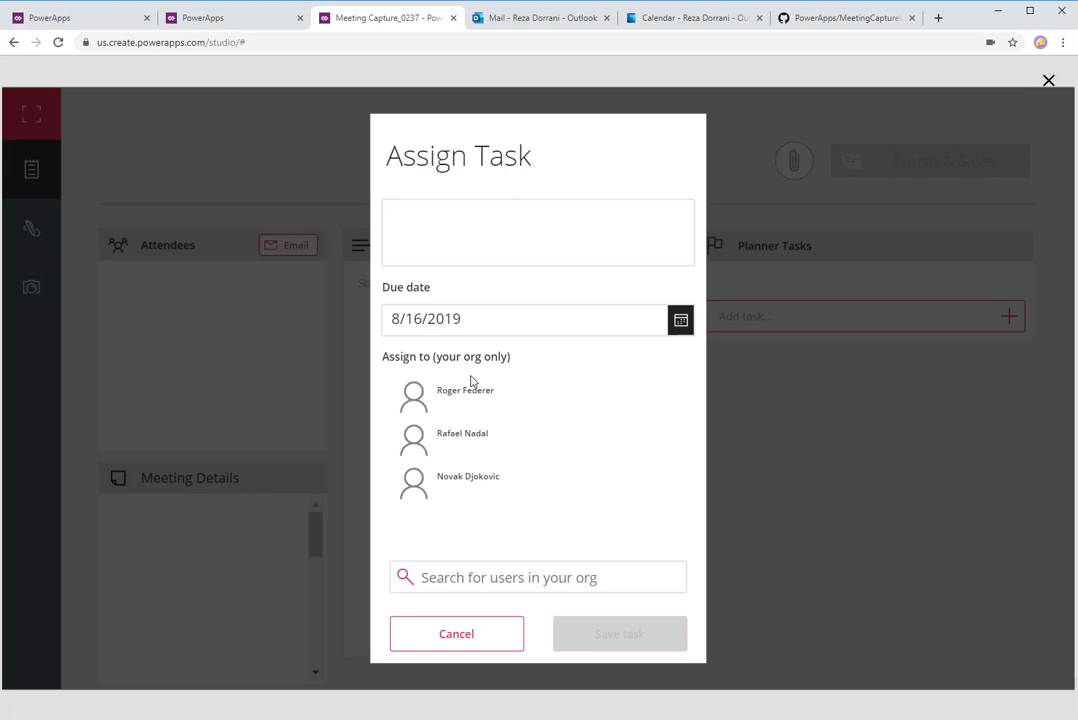 PowerApps
PowerApps
Meeting Capture_0237 - Pow
Mail - Reza Dorrani - Outlook
Calendar - Reza Dorrani - Ou
PowerApps/MeetingCapture
us.create.powerapps.com/studio/#
Assign Task
Finish & Save
Attendees
Email
Planner Tasks
Due date
8/16/2019
Add task...
Assign to (your org only)
Roger Federer
Rafael Nadal
Meeting Details
Novak Djokovic
Search for users in your org
Cancel
Save task